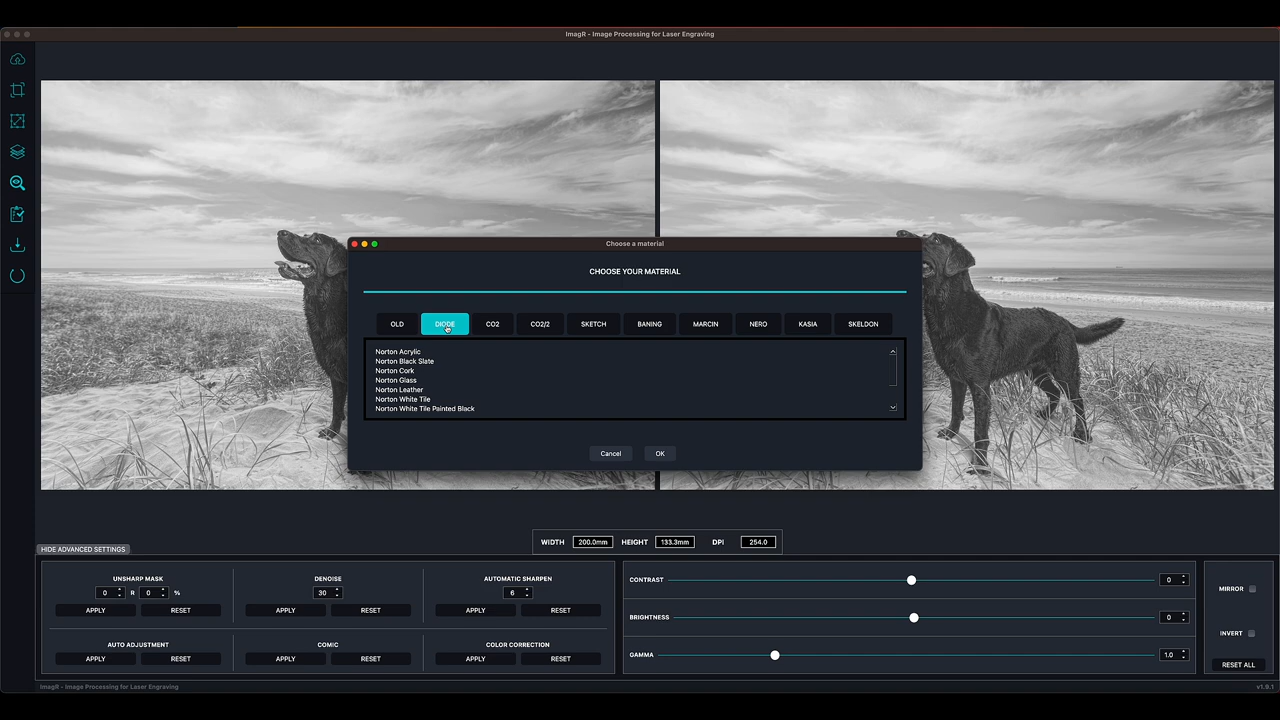 ImagR - Image Processing for Laser Engraving
Choose a material
CHOOSE YOUR MATERIAL
OLD DIODE CO2 CO2/2 SKETCH BANING MARCIN NERO KASIA SKELDON
Norton Acrylic
Norton Black Slate
Norton Cork
Norton Glass
Norton Leather
Norton White Tile
Norton White Tile Painted Black
Cancel OK
WIDTH 200.0mm HEIGHT 133.3mm DPI 254.0
HIDE ADVANCED SETTINGS
UNSHARP MASK
0 R 0 %
APPLY RESET
DENOISE
30
APPLY RESET
AUTOMATIC SHARPEN
6
APPLY RESET
AUTO ADJUSTMENT
APPLY RESET
COMIC
APPLY RESET
COLOR CORRECTION
APPLY RESET
CONTRAST 0
BRIGHTNESS 0
GAMMA 1.0
MIRROR
INVERT
RESET ALL
ImagR - Image Processing for Laser Engraving
v1.9.1